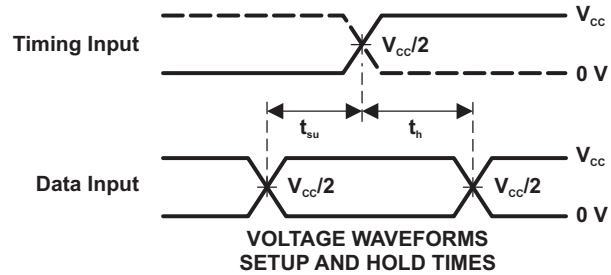 Timing Input
V_CC
V_CC/2
0 V
t_su
t_h
Data Input
V_CC
V_CC/2
V_CC/2
0 V
VOLTAGE WAVEFORMS
SETUP AND HOLD TIMES